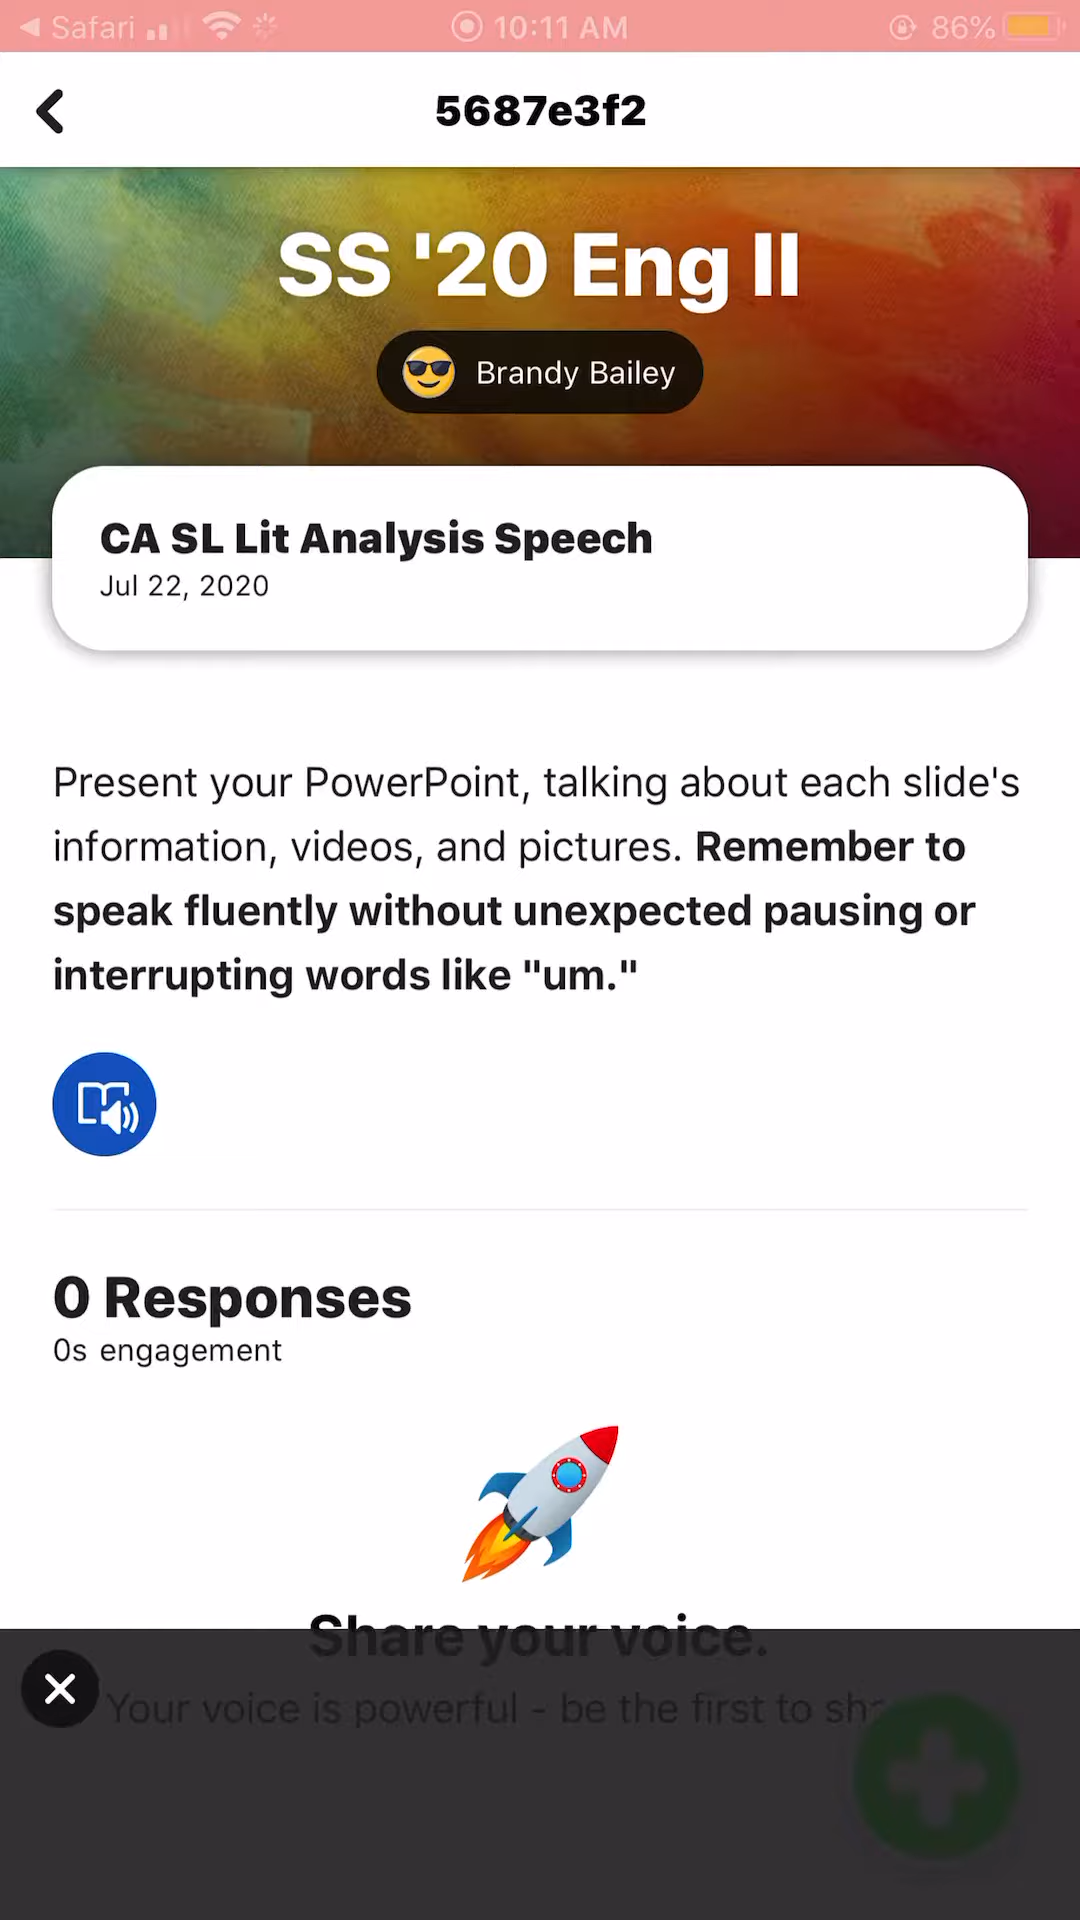 Safari 10:11 AM 86%
5687e3f2
SS '20 Eng II
Brandy Bailey
CA SL Lit Analysis Speech
Jul 22, 2020
Present your PowerPoint, talking about each slide's
information, videos, and pictures. Remember to
speak fluently without unexpected pausing or
interrupting words like "um."
0 Responses
0s engagement
Share your voice.
Your voice is powerful - be the first to